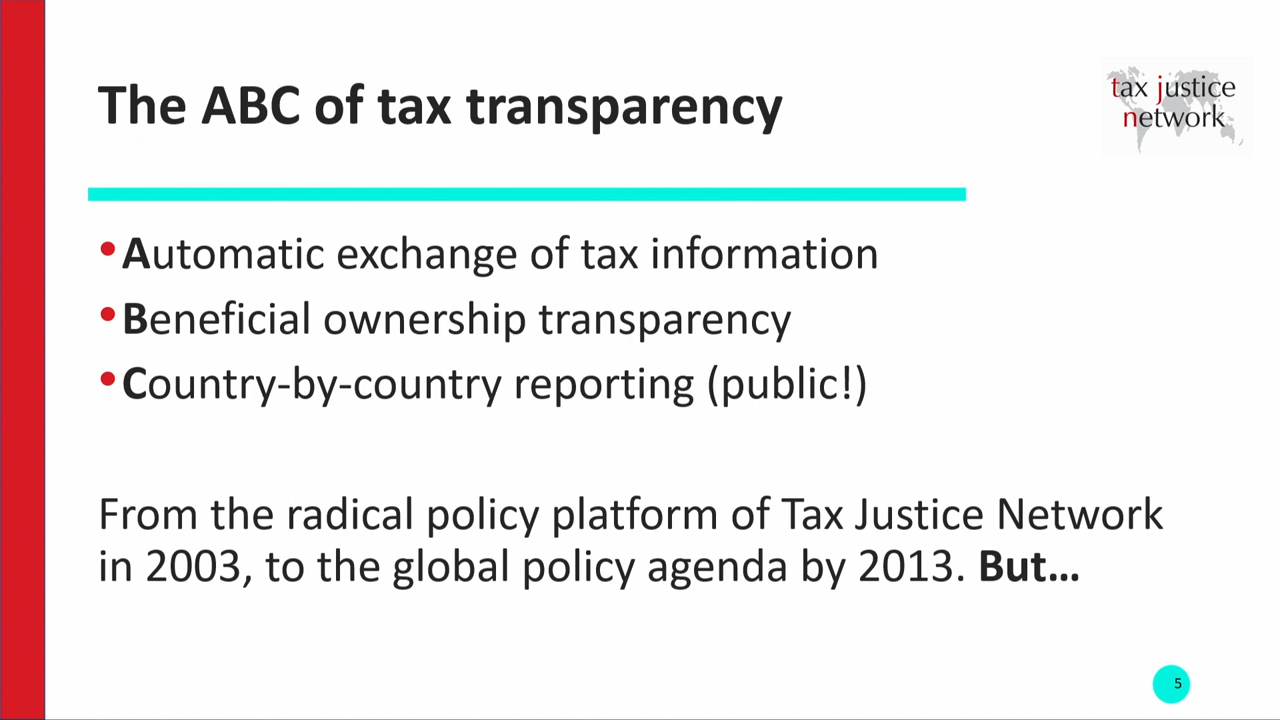 The ABC of tax transparency
tax justice
network
•Automatic exchange of tax information
•Beneficial ownership transparency
•Country-by-country reporting (public!)
From the radical policy platform of Tax Justice Network
in 2003, to the global policy agenda by 2013. But...
5